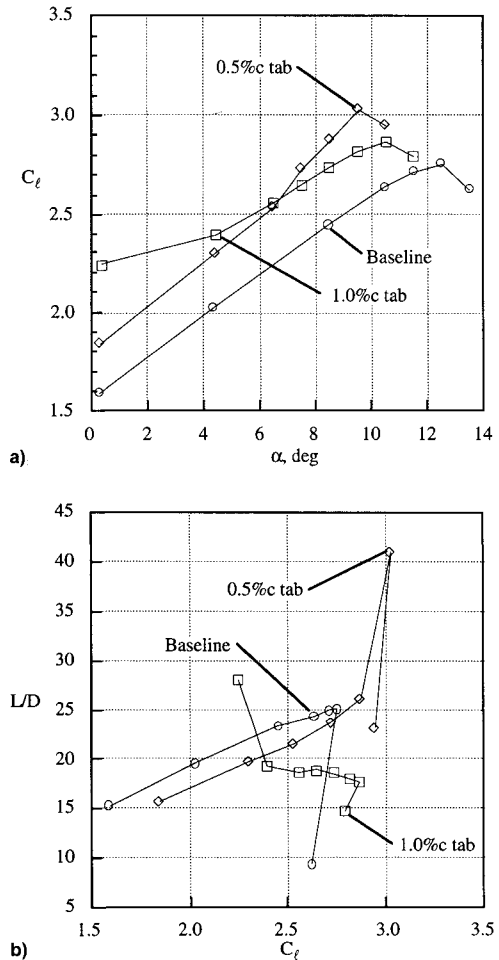 3.5
0.5%c tab
3.0
Cℓ
2.5
Baseline
1.0%c tab
2.0
1.5
0 2 4 6 8 10 12 14
a)
α, deg
45
40
0.5%c tab
35
Baseline
30
L/D
25
20
15
1.0%c tab
10
5
1.5 2.0 2.5 3.0 3.5
b)
Cℓ